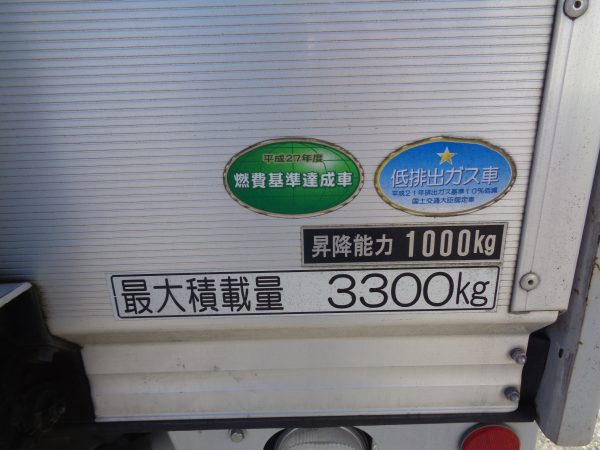 平成27年度
燃費基準達成車
低排出ガス車
平成21年排出ガス基準10%低減
国土交通大臣認定車
昇降能力 1000kg
最大積載量 3300kg